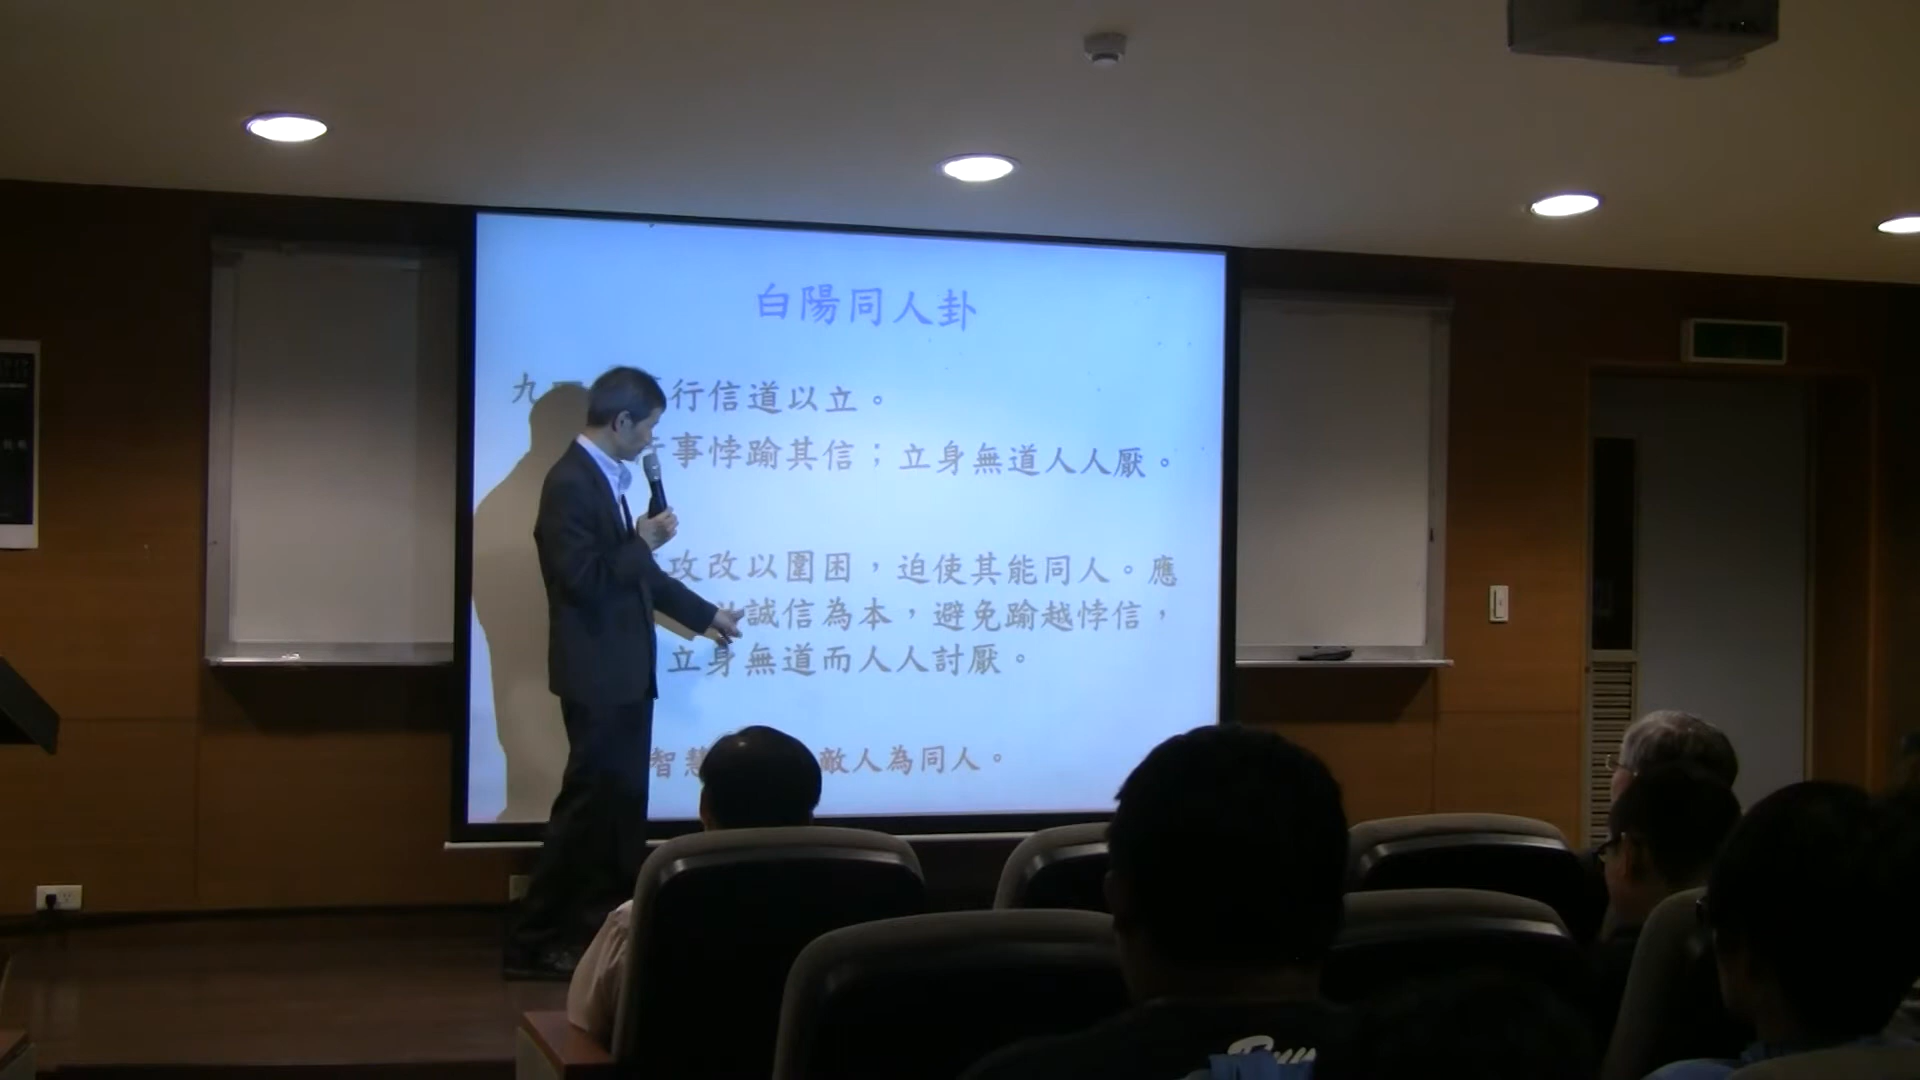 白陽同人卦
九
行信道以立。
事悖踰其信；立身無道人人厭。
攻改以圍困，迫使其能同人。應
誠信為本，避免踰越悖信，
立身無道而人人討厭。
智慧
敵人為同人。